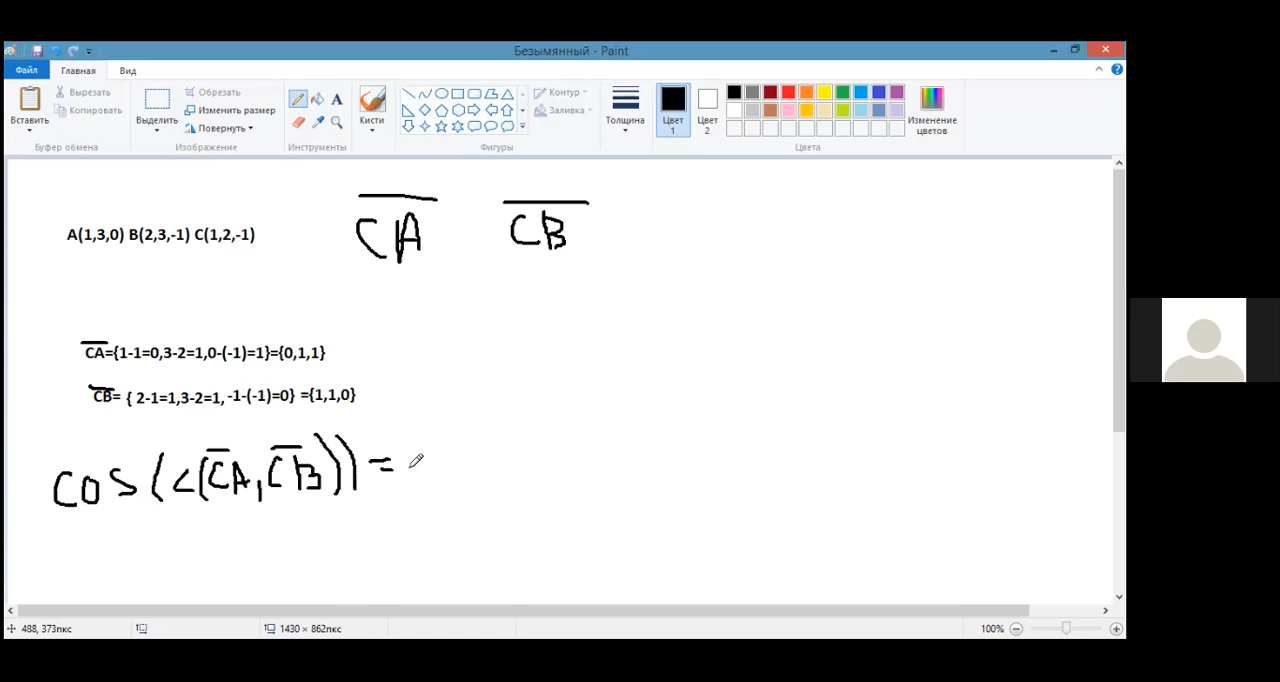 Безымянный - Paint
Файл Главная Вид
Вставить
Вырезать
Копировать
Буфер обмена
Выделить
Обрезать
Изменить размер
Повернуть
Изображение
A
Инструменты
Кисти
Контур
Заливка
Фигуры
Толщина
Цвет 1
Цвет 2
Изменение цветов
Цвета
CA CB
A(1,3,0) B(2,3,-1) C(1,2,-1)
CA={1-1=0,3-2=1,0-(-1)=1}={0,1,1}
CB= { 2-1=1,3-2=1, -1-(-1)=0} ={1,1,0}
COS(<(CA,CB))=
488, 373пкс 1430 × 862пкс 100%